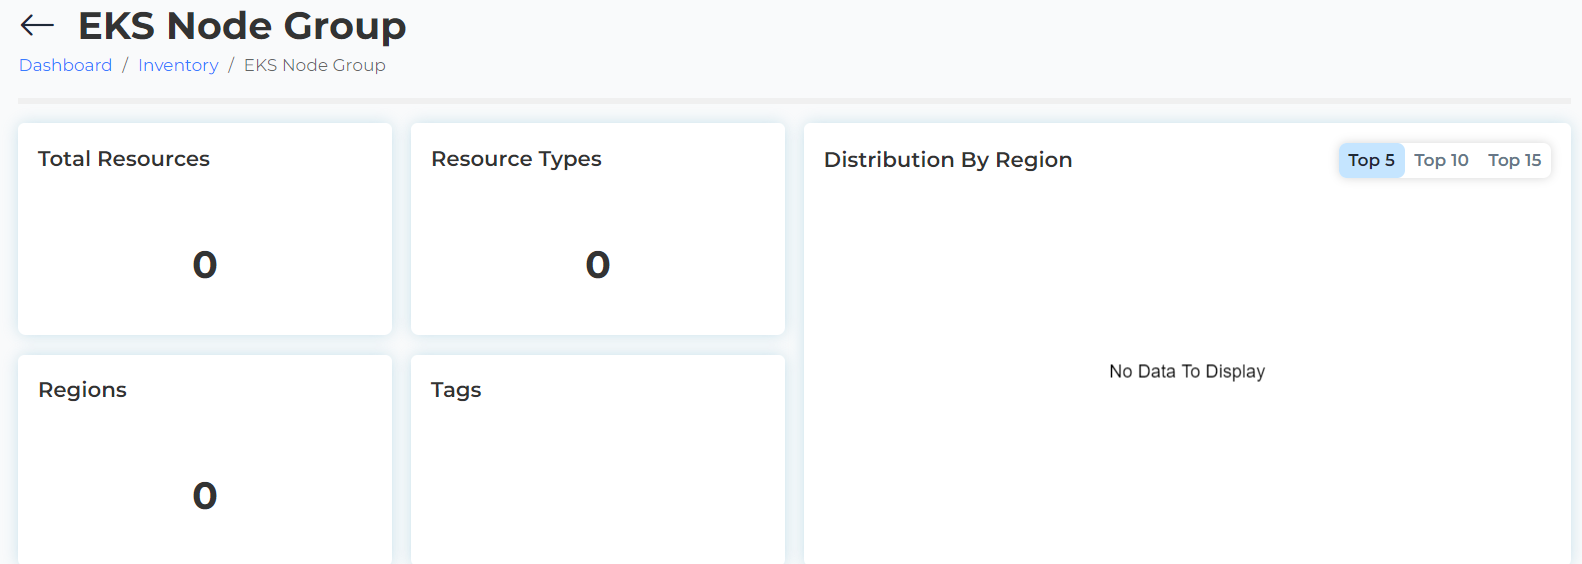 EKS Node Group
Dashboard / Inventory / EKS Node Group
Total Resources
0
Resource Types
0
Distribution By Region
Top 5 Top 10 Top 15
No Data To Display
Regions
0
Tags